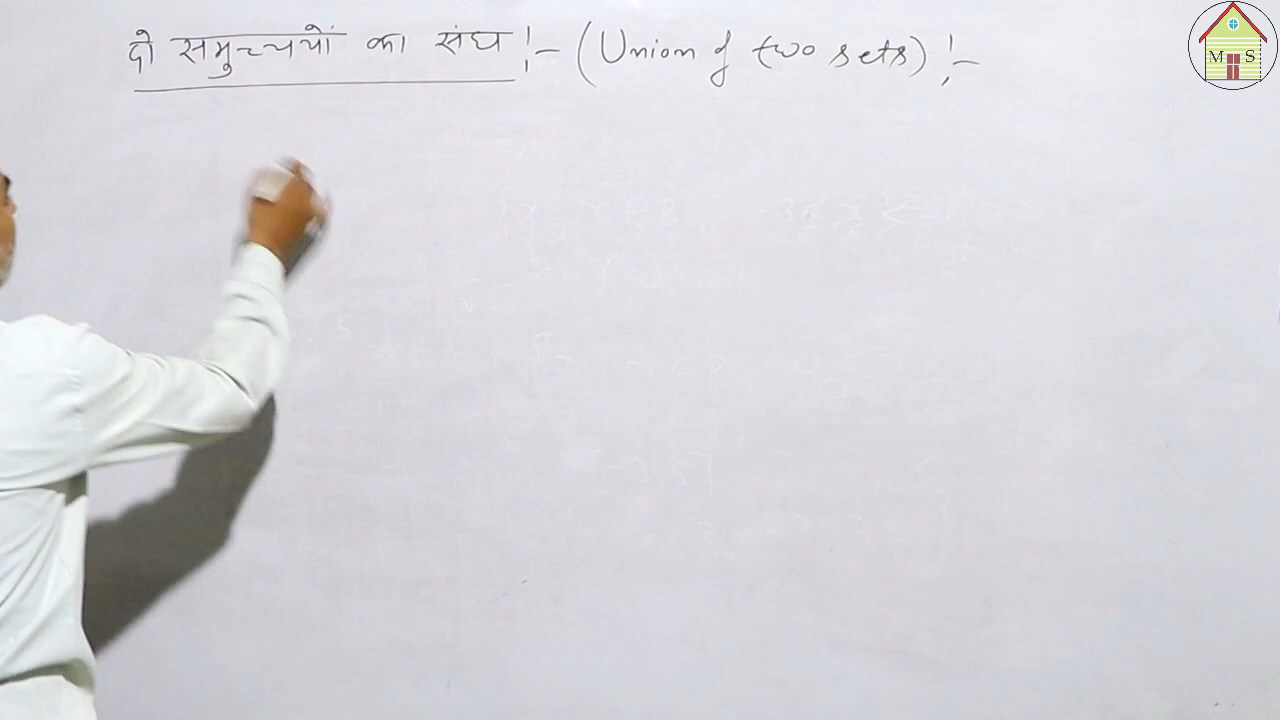 दो समुच्चयों का संघ :- (Union of two sets) :-
M S